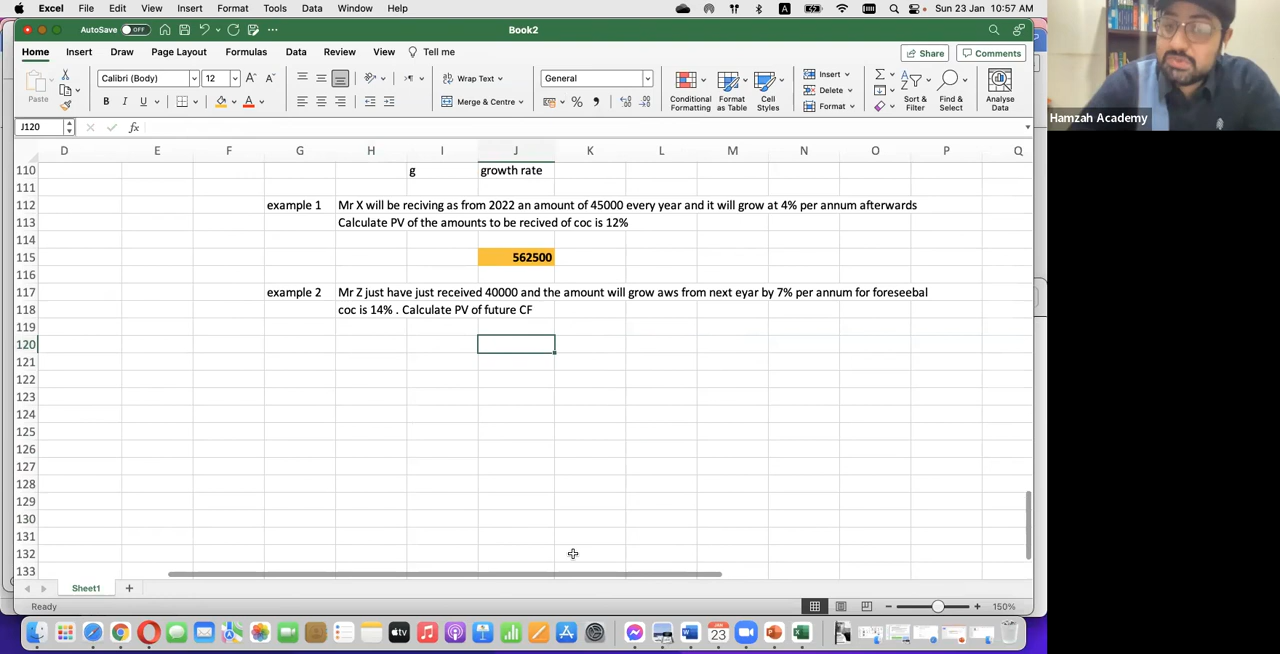 Excel File Edit View Insert Format Tools Data Window Help Sun 23 Jan 10:57 AM
AutoSave OFF Book2
Home Insert Draw Page Layout Formulas Data Review View Tell me Share Comments
Paste Calibri (Body) 12 Wrap Text General Insert
B I U A Merge & Centre Conditional Formatting Format as Table Cell Styles Delete Format Sort & Filter Find & Select Analyse Data
J120 fx
D E F G H I J K L M N O P Q
110 g growth rate
111
112 example 1 Mr X will be reciving as from 2022 an amount of 45000 every year and it will grow at 4% per annum afterwards
113 Calculate PV of the amounts to be recived of coc is 12%
114
115 562500
116
117 example 2 Mr Z just have just received 40000 and the amount will grow aws from next eyar by 7% per annum for foreseebal
118 coc is 14% . Calculate PV of future CF
119
120
121
122
123
124
125
126
127
128
129
130
131
132
133
Sheet1
Ready 150%
Hamzah Academy